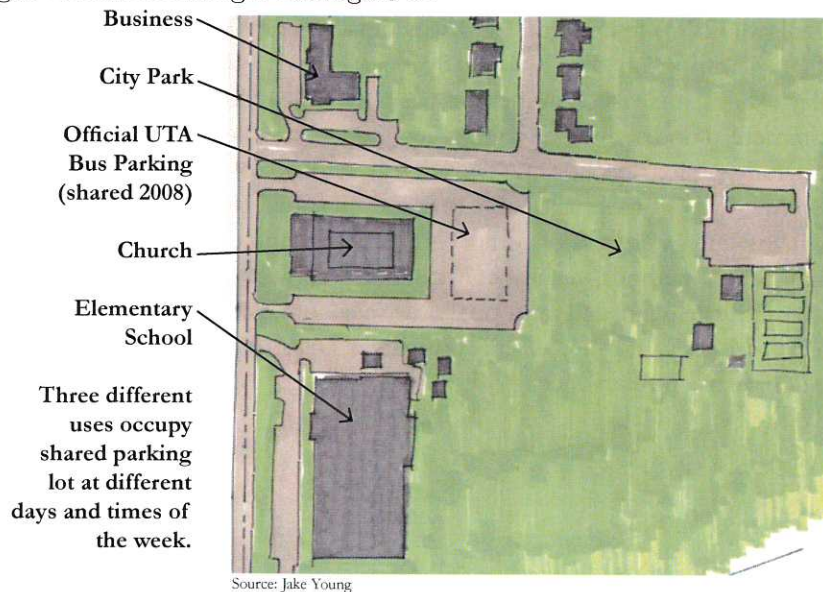 Business
City Park
Official UTA
Bus Parking
(shared 2008)
Church
Elementary
School
Three different
uses occupy
shared parking
lot at different
days and times of
the week.
Source: Jake Young